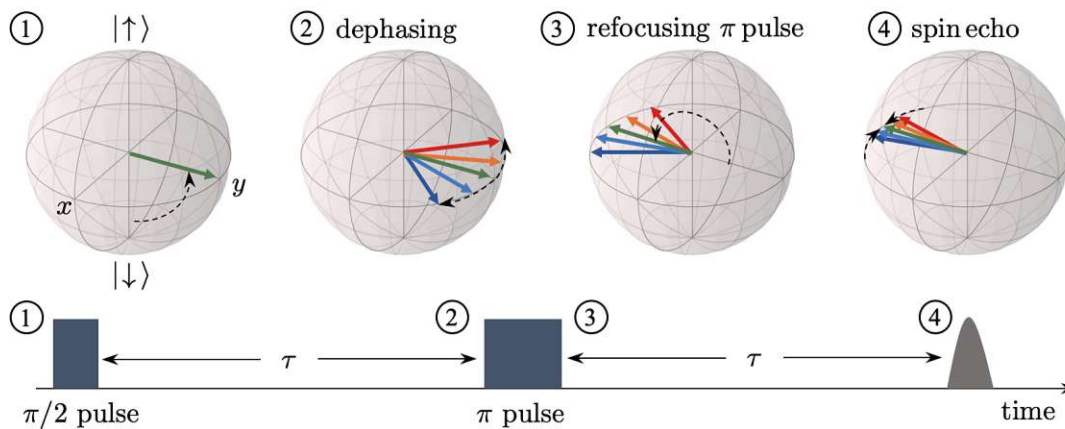 ① |↑⟩ ② dephasing ③ refocusing π pulse ④ spin echo
x y
|↓⟩
① ② ③ ④
τ τ
π/2 pulse π pulse time